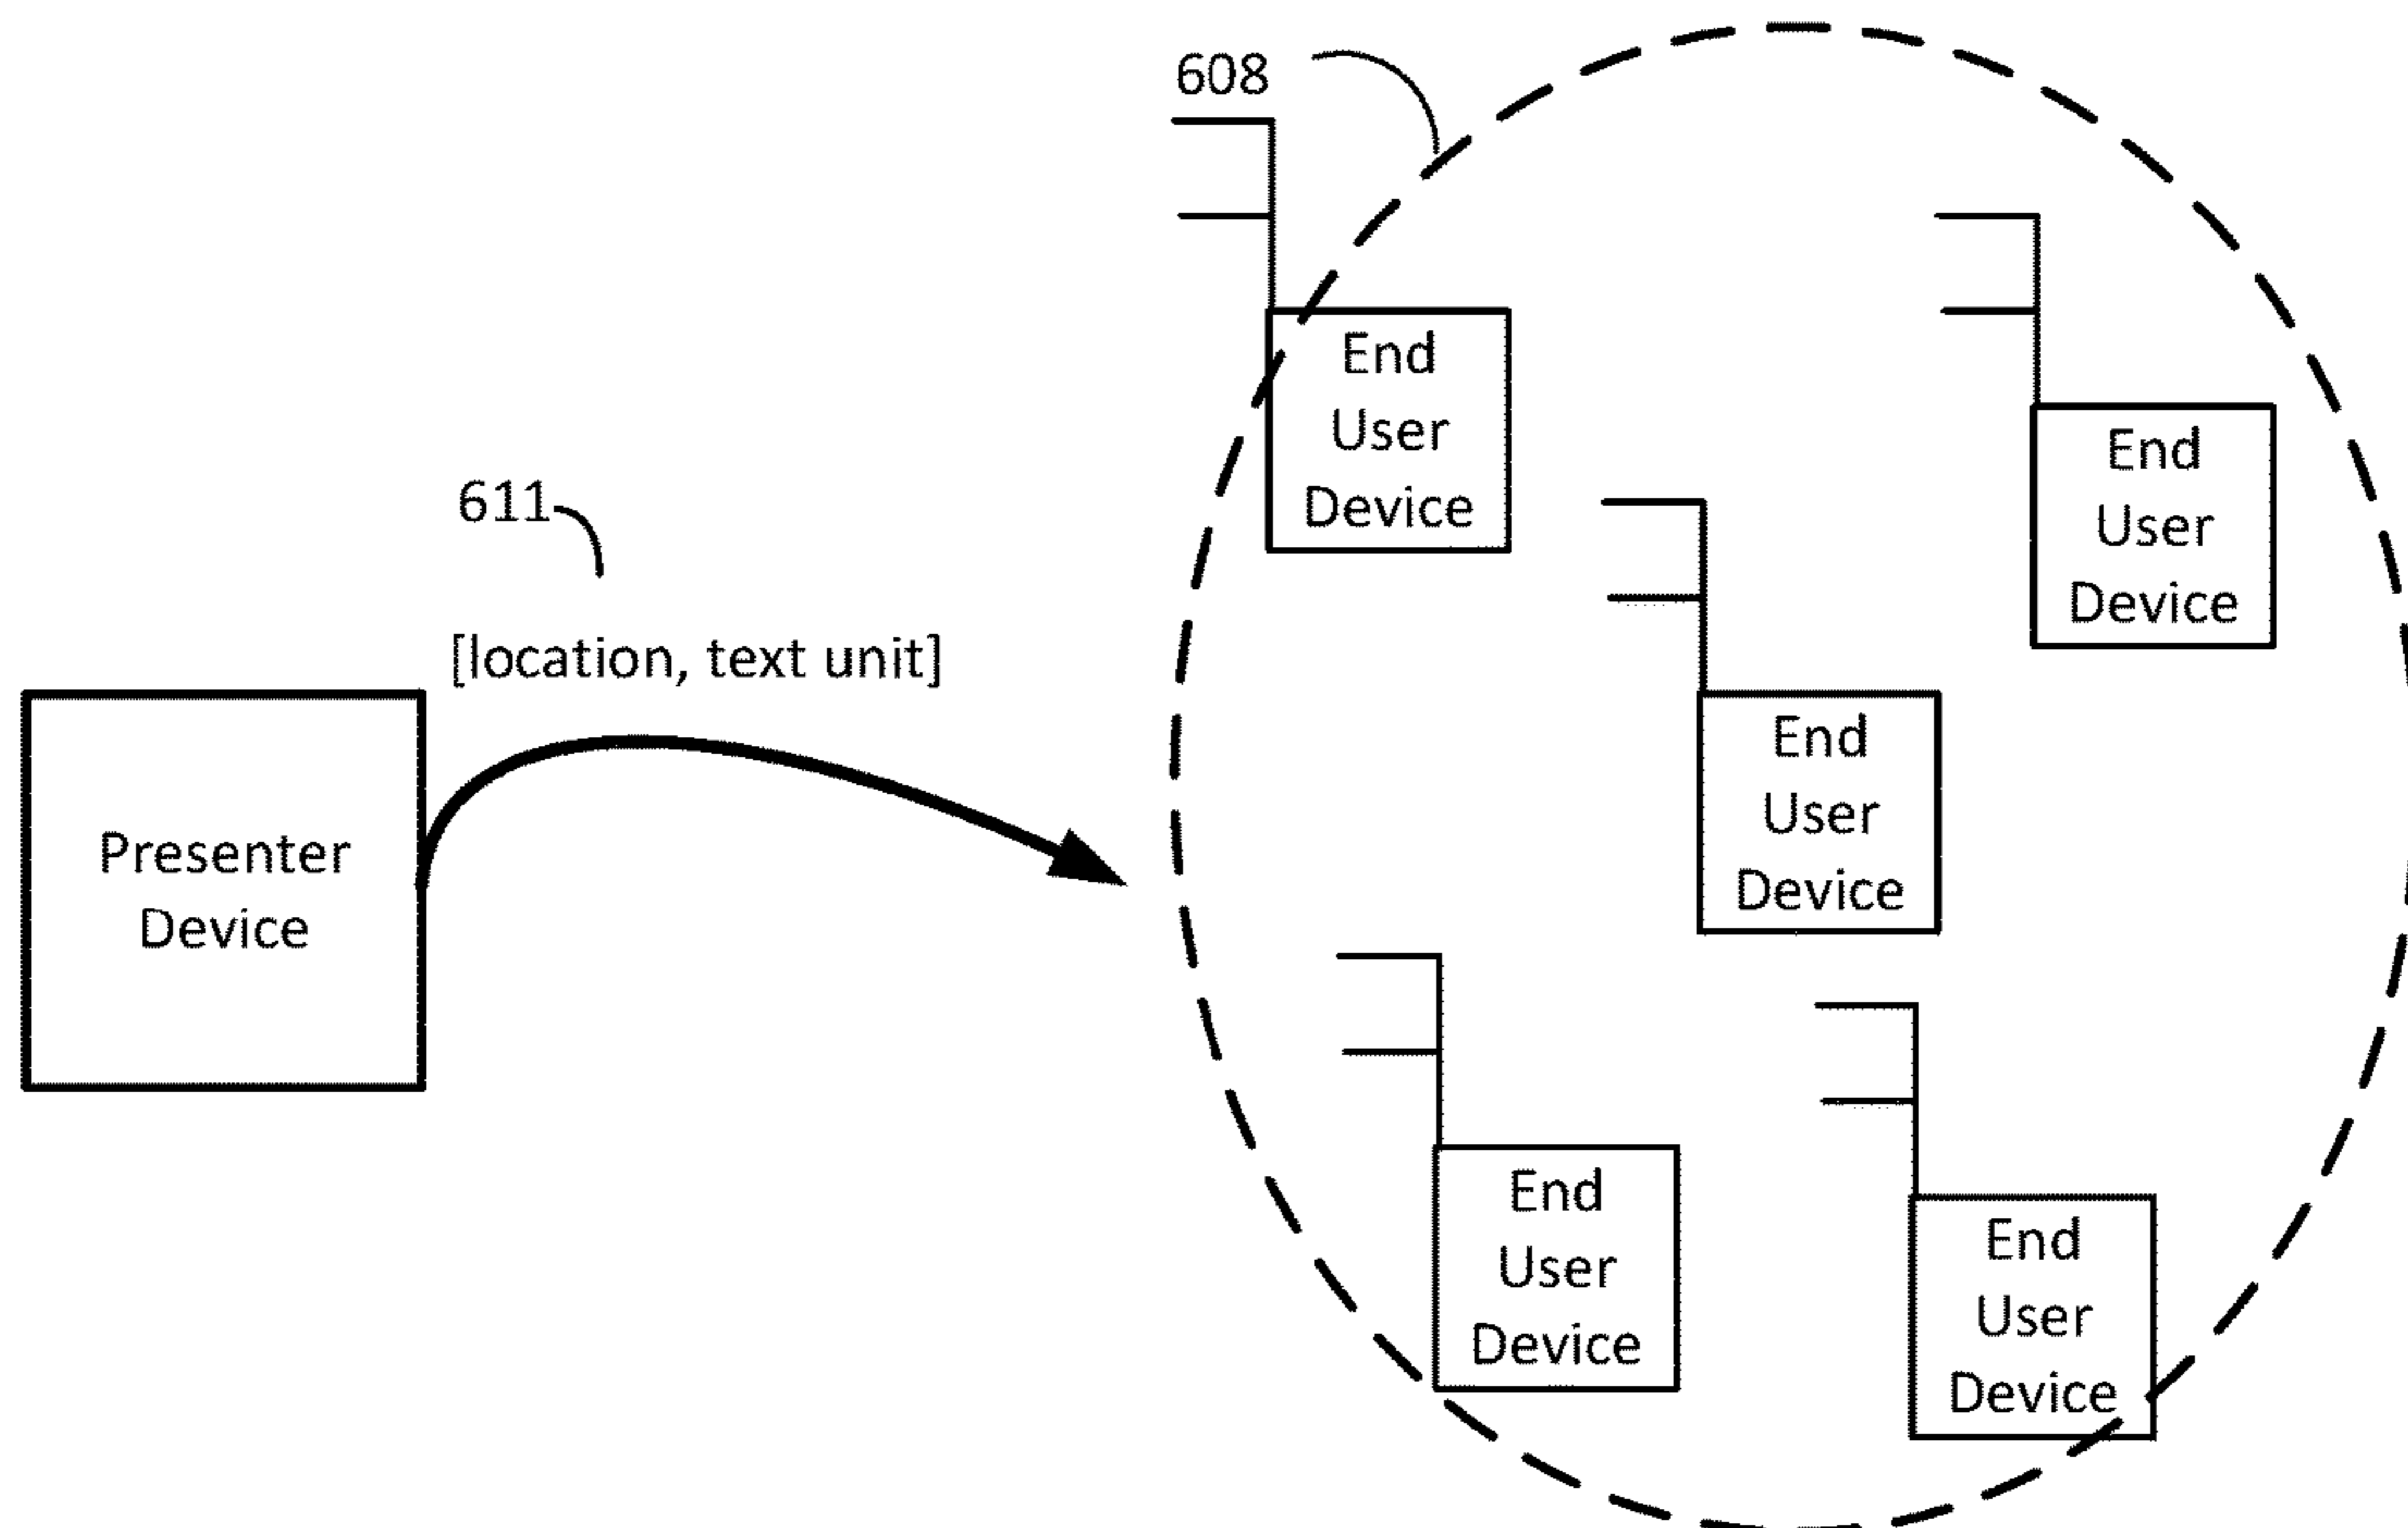 608
End
User
Device
End
User
Device
611
[location, text unit]
End
User
Device
Presenter
Device
End
User
Device
End
User
Device